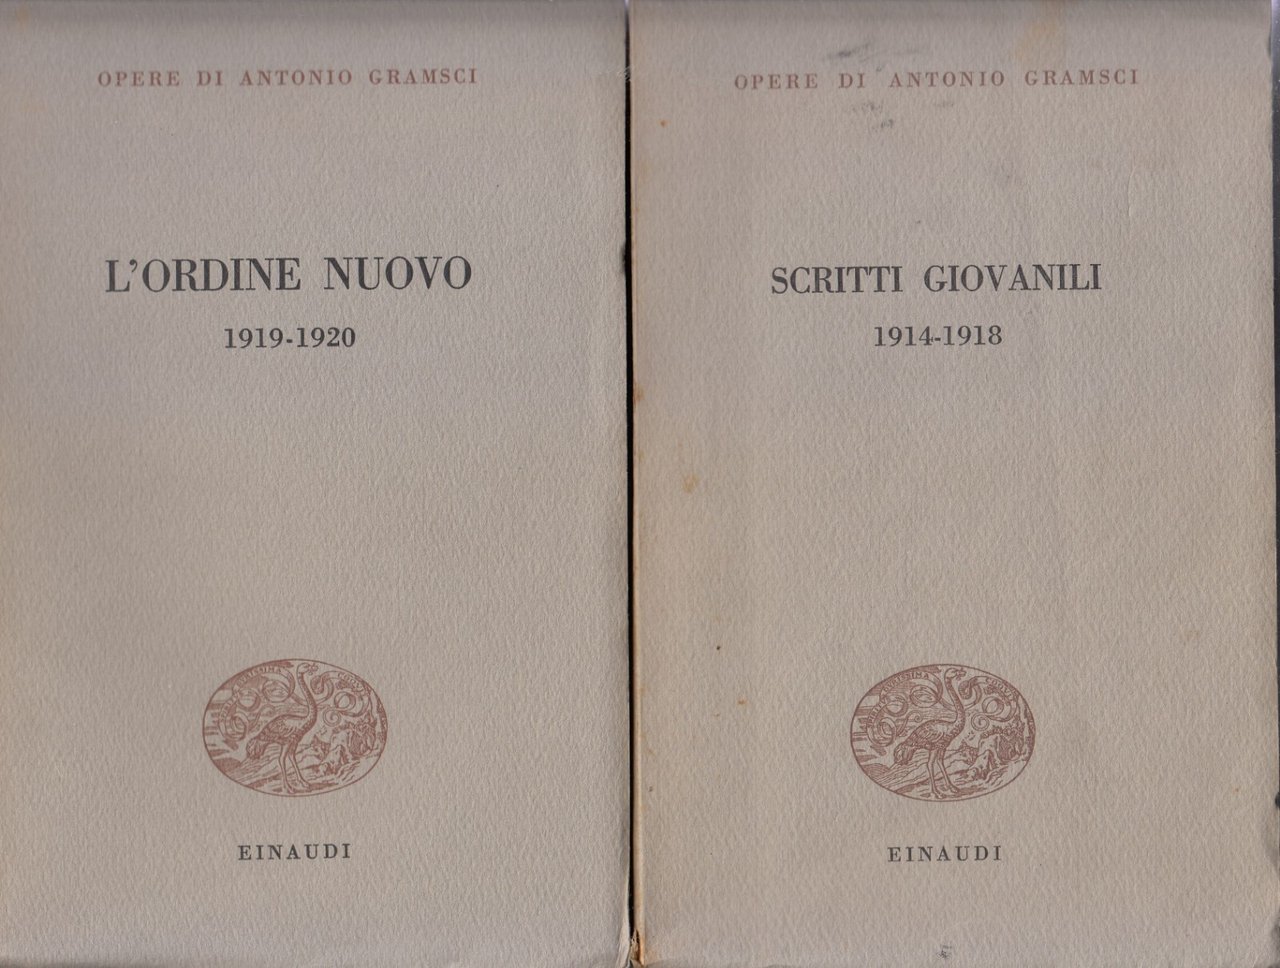 OPERE DI ANTONIO GRAMSCI
L'ORDINE NUOVO
1919-1920
EINAUDI
OPERE DI ANTONIO GRAMSCI
SCRITTI GIOVANILI
1914-1918
EINAUDI